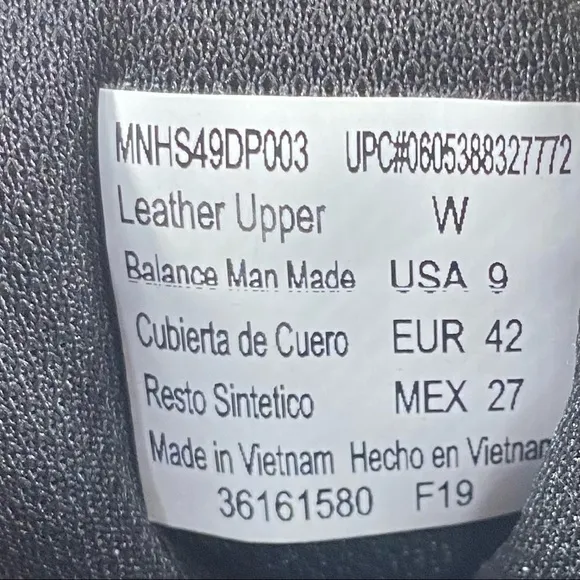 MNHS49DP003 UPC#0605388327772
Leather Upper W
Balance Man Made USA 9
Cubierta de Cuero EUR 42
Resto Sintetico MEX 27
Made in Vietnam Hecho en Vietnam
36161580 F19